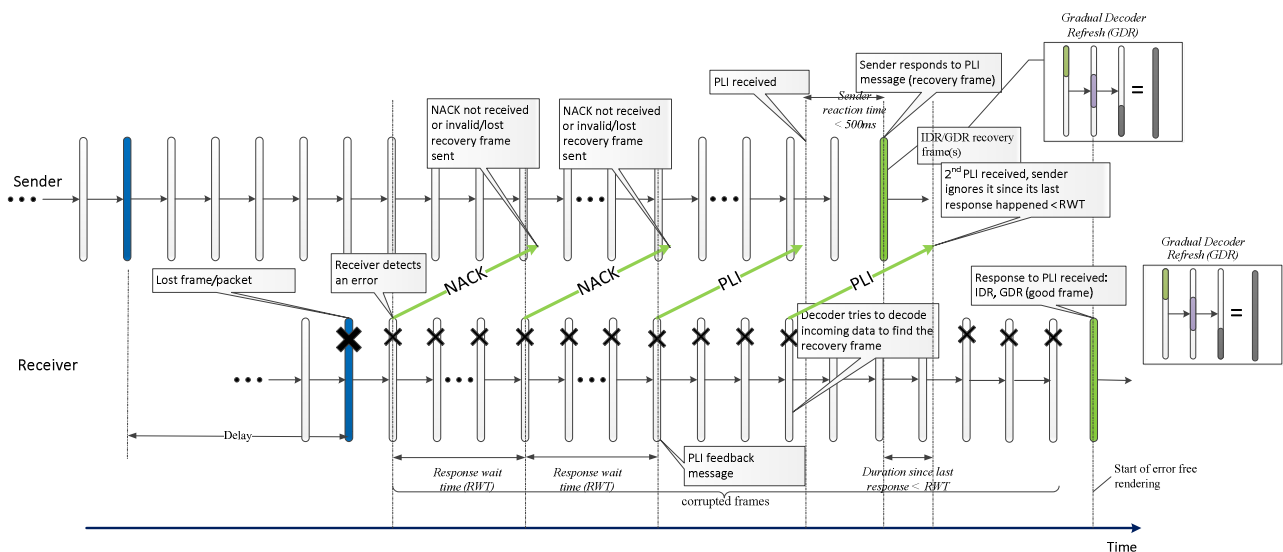 Gradual Decoder
Refresh (GDR)
=
PLI received
Sender responds to PLI
message (recovery frame)
Sender
reaction time
< 500ms
NACK not received
or invalid/lost
recovery frame
sent
NACK not received
or invalid/lost
recovery frame
sent
IDR/GDR recovery
frame(s)
2nd PLI received, sender
ignores it since its last
response happened < RWT
Sender
Gradual Decoder
Refresh (GDR)
=
Lost frame/packet
Receiver detects
an error
NACK
NACK
PLI
PLI
Response to PLI received:
IDR, GDR (good frame)
Decoder tries to decode
incoming data to find the
recovery frame
Receiver
Delay
PLI feedback
message
Response wait
time (RWT)
Response wait
time (RWT)
Duration since last
response < RWT
corrupted frames
Start of error free
rendering
Time